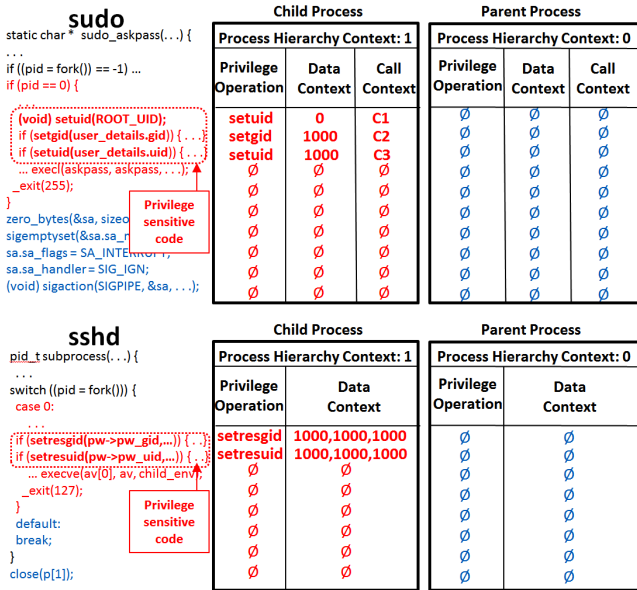 sudo
static char *  sudo_askpass(. . .) {
. . .
if ((pid = fork()) == -1) ...
if (pid == 0) {
. . .
(void) setuid(ROOT_UID);
if (setgid(user_details.gid)) { . . .}
if (setuid(user_details.uid)) { . . .}
... execl(askpass, askpass, . . .);
_exit(255);
}
zero_bytes(&sa, sizeo
sigemptyset(&sa.sa_m
sa.sa_flags = SA_INTERRUPT;
sa.sa_handler = SIG_IGN;
(void) sigaction(SIGPIPE, &sa, . . .);
Privilege
sensitive
code
Child Process
Process Hierarchy Context: 1
Privilege Operation Data Context Call Context
setuid 0 C1
setgid 1000 C2
setuid 1000 C3
Ø Ø Ø
Ø Ø Ø
Ø Ø Ø
Ø Ø Ø
Ø Ø Ø
Ø Ø Ø
Ø Ø Ø
Parent Process
Process Hierarchy Context: 0
Privilege Operation Data Context Call Context
Ø Ø Ø
Ø Ø Ø
Ø Ø Ø
Ø Ø Ø
Ø Ø Ø
Ø Ø Ø
Ø Ø Ø
Ø Ø Ø
Ø Ø Ø
Ø Ø Ø
sshd
pid_t subprocess(. . .) {
. . .
switch ((pid = fork())) {
case 0:
. . .
if (setresgid(pw->pw_gid,...)) { . . .}
if (setresuid(pw->pw_uid,...)) { . . .}
... execve(av[0], av, child_env);
_exit(127);
}
default:
break;
}
close(p[1]);
Privilege
sensitive
code
Child Process
Process Hierarchy Context: 1
Privilege Operation Data Context
setresgid 1000,1000,1000
setresuid 1000,1000,1000
Ø Ø
Ø Ø
Ø Ø
Ø Ø
Ø Ø
Ø Ø
Parent Process
Process Hierarchy Context: 0
Privilege Operation Data Context
Ø Ø
Ø Ø
Ø Ø
Ø Ø
Ø Ø
Ø Ø
Ø Ø
Ø Ø